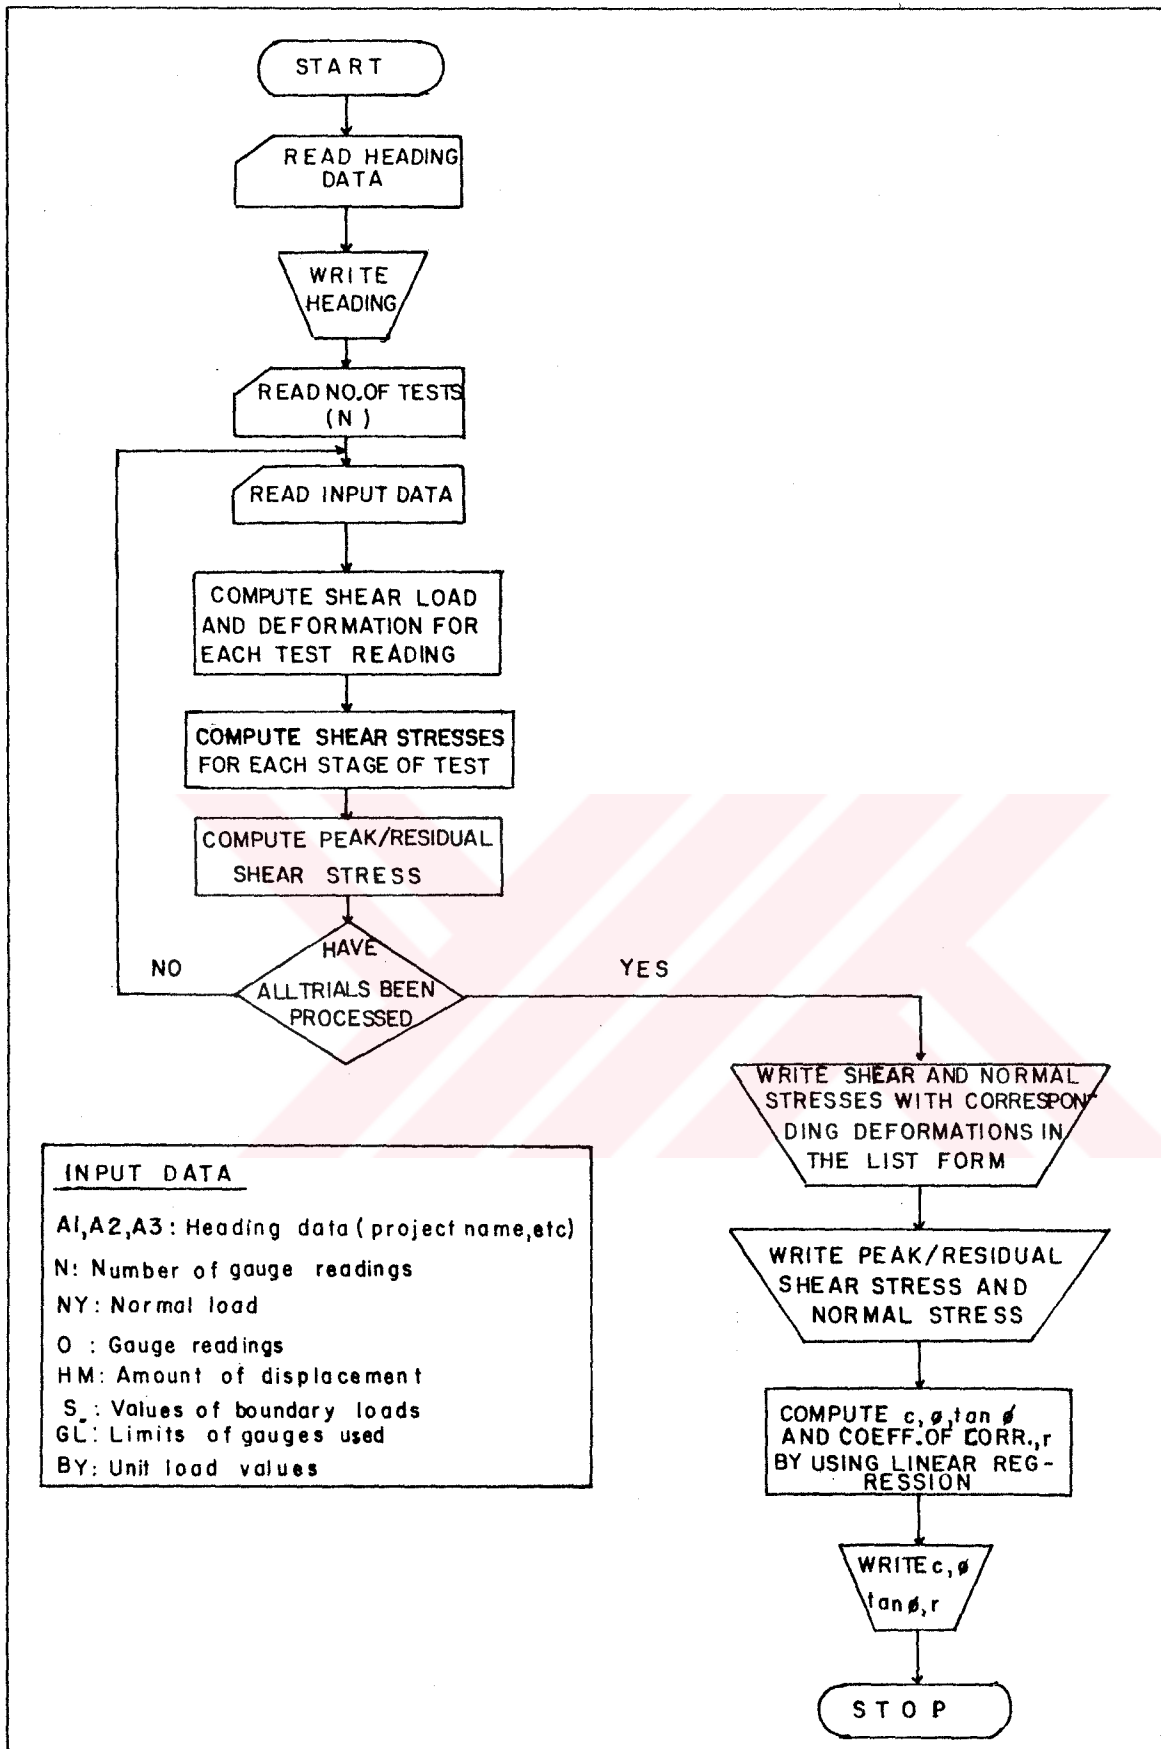 START
READ HEADING
DATA
WRITE
HEADING
READ NO. OF TESTS
(N)
READ INPUT DATA
COMPUTE SHEAR LOAD
AND DEFORMATION FOR
EACH TEST READING
COMPUTE SHEAR STRESSES
FOR EACH STAGE OF TEST
COMPUTE PEAK/RESIDUAL
SHEAR STRESS
HAVE
ALL TRIALS BEEN
PROCESSED
NO
YES
WRITE SHEAR AND NORMAL
STRESSES WITH CORRESPON-
DING DEFORMATIONS IN
THE LIST FORM
WRITE PEAK/RESIDUAL
SHEAR STRESS AND
NORMAL STRESS
COMPUTE c, ø, tan ø
AND COEFF. OF CORR., r
BY USING LINEAR REG-
RESSION
WRITE c, ø
tan ø, r
STOP
INPUT DATA
A1, A2, A3 : Heading data ( project name, etc)
N: Number of gauge readings
NY: Normal load
O : Gauge readings
HM: Amount of displacement
S : Values of boundary loads
GL: Limits of gauges used
BY: Unit load values